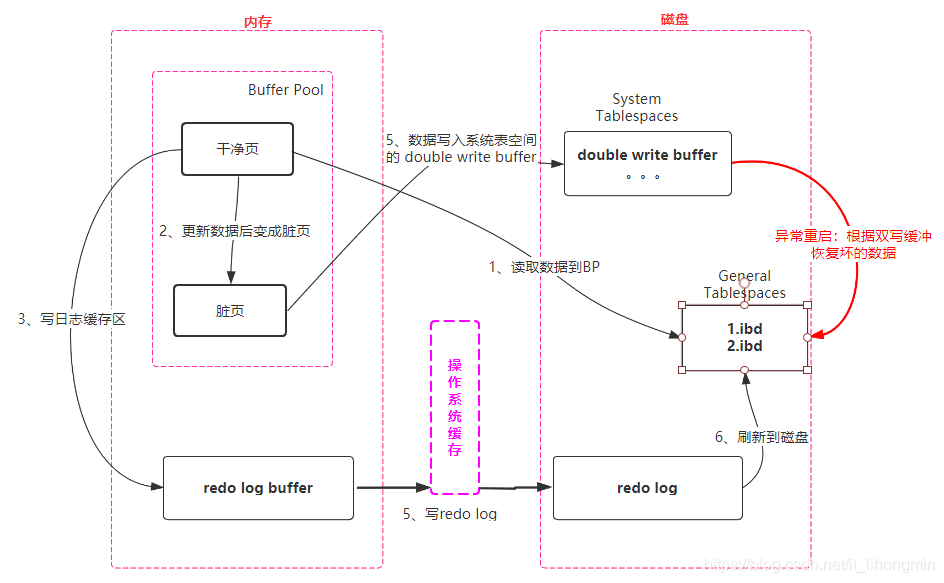 内存
磁盘
Buffer Pool
干净页
2、更新数据后变成脏页
脏页
3、写日志缓存区
redo log buffer
5、数据写入系统表空间
的 double write buffer
1、读取数据到BP
操
作
系
统
缓
存
5、写redo log
System
Tablespaces
double write buffer
。。。
异常重启：根据双写缓冲
恢复坏的数据
General
Tablespaces
1.ibd
2.ibd
6、刷新到磁盘
redo log
https://blog.csdn.net/it_lihongmin